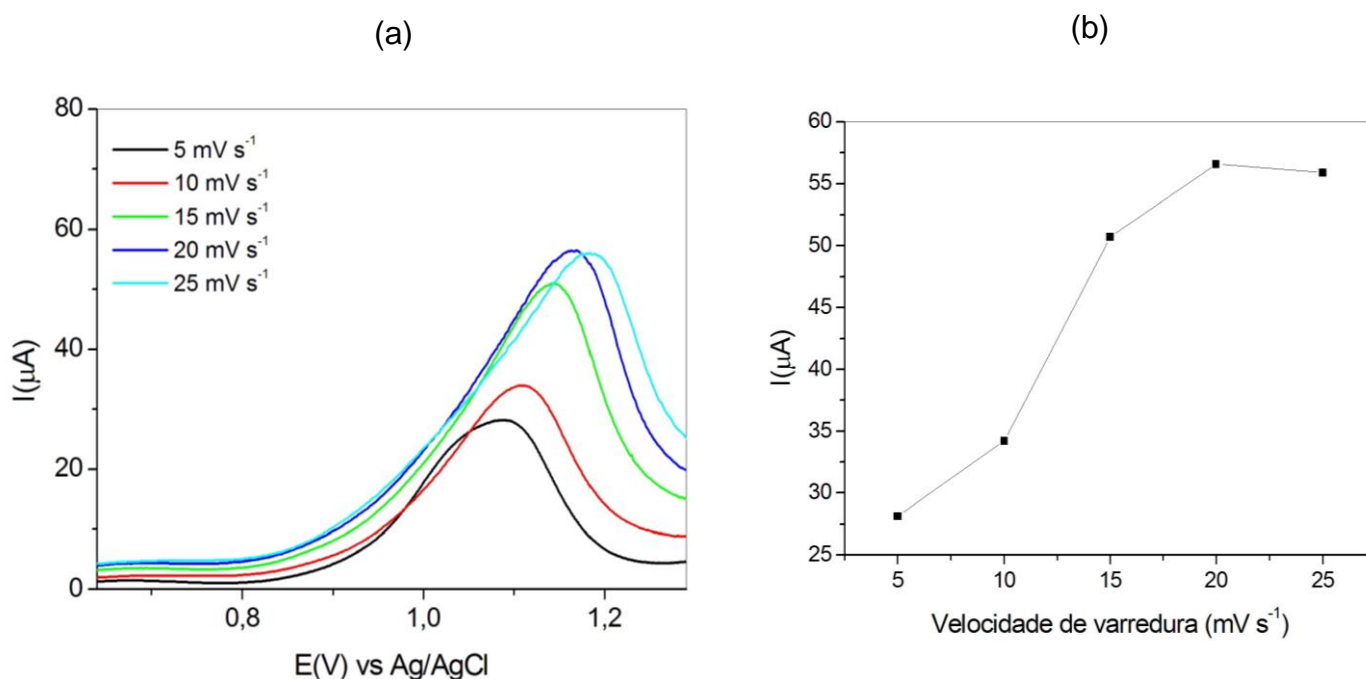 (a)
80
60
40
20
0
I(μA)
5 mV s⁻¹
10 mV s⁻¹
15 mV s⁻¹
20 mV s⁻¹
25 mV s⁻¹
0,8 1,0 1,2
E(V) vs Ag/AgCl
(b)
60
55
50
45
40
35
30
25
I(μA)
5 10 15 20 25
Velocidade de varredura (mV s⁻¹)